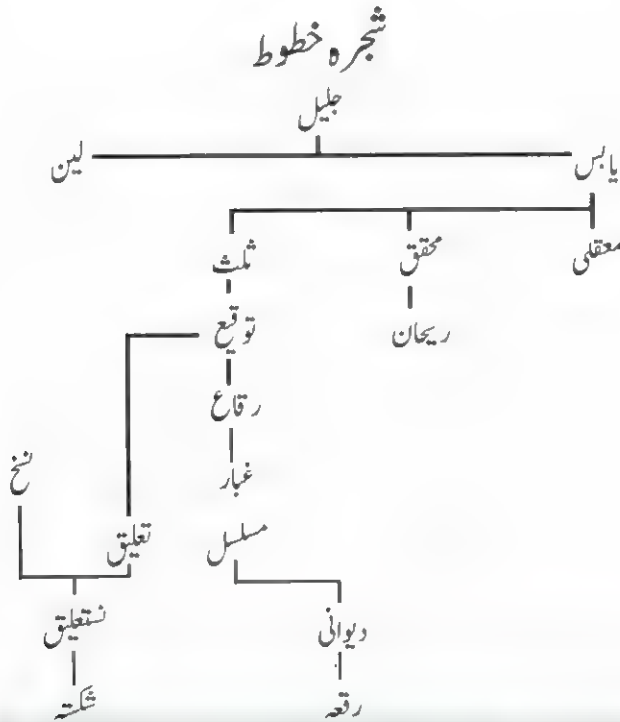 شجرہ خطوط
جلیل
یابس لین
معقلی محقق ثلث
ریحان توقیع
رقاع
غبار نسخ
مسلسل تعلیق
دیوانی نستعلیق
رقعہ شکستہ